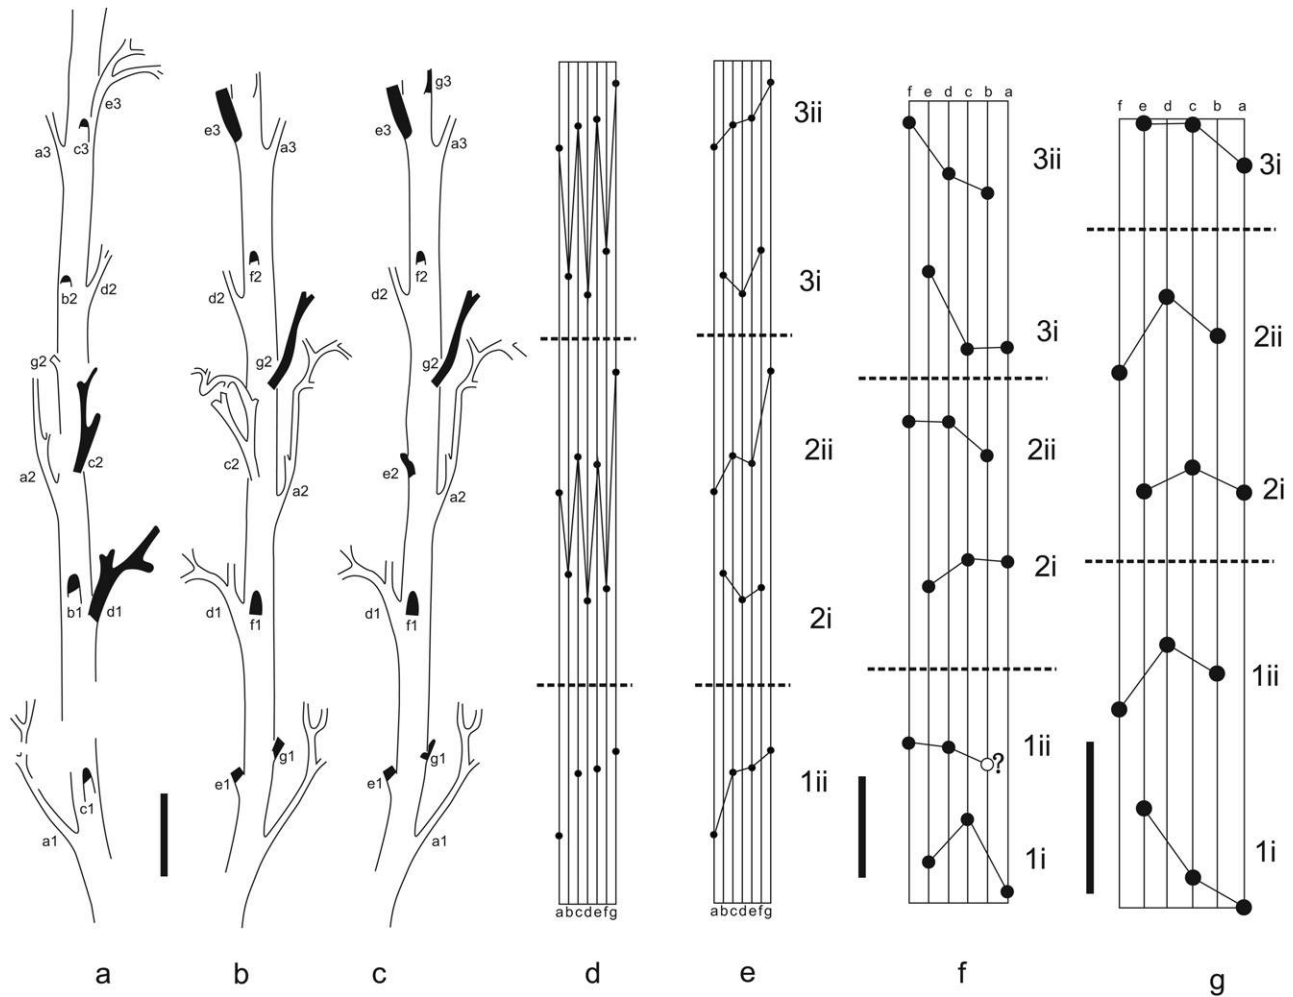 e3
a3
c3
b2
d2
g2
c2
a2
b1
d1
c1
a1
e3
a3
f2
d2
g2
c2
a2
d1
f1
g1
e1
g3
e3
a3
f2
d2
g2
e2
a2
d1
f1
g1
e1
a1
abcdefg
3ii
3i
2ii
2i
1ii
abcdefg
f e d c b a
3ii
3i
2ii
2i
1ii
?
1i
f e d c b a
3i
2ii
2i
1ii
1i
a b c d e f g